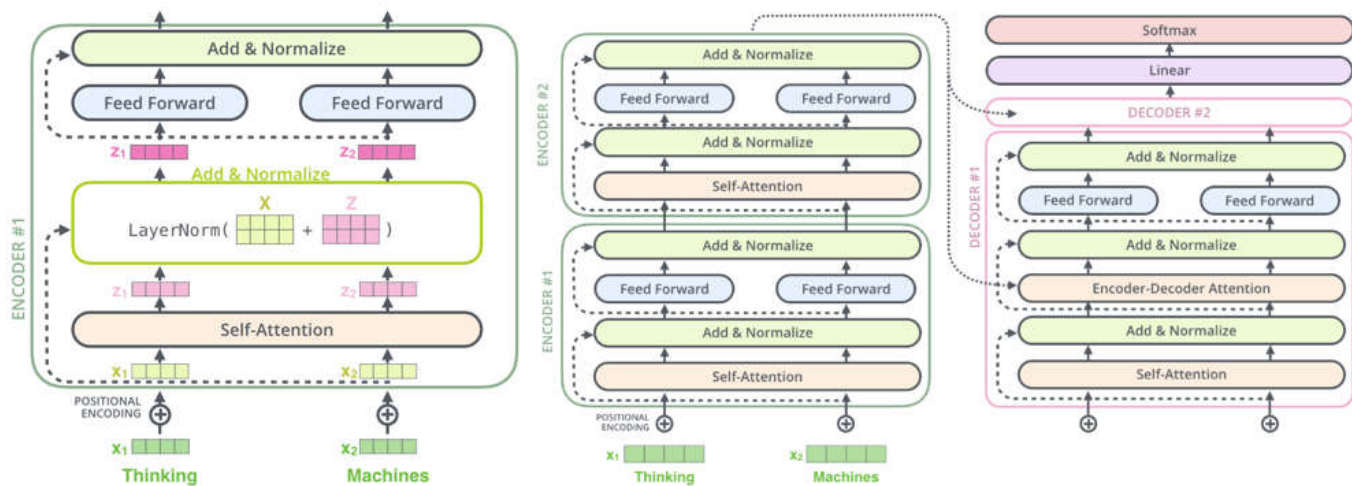 ENCODER #1
Add & Normalize
Feed Forward Feed Forward
z1 z2
Add & Normalize
X Z
LayerNorm( + )
z1 z2
Self-Attention
x1 x2
POSITIONAL
ENCODING
x1 x2
Thinking Machines
ENCODER #2
Add & Normalize
Feed Forward Feed Forward
Add & Normalize
Self-Attention
ENCODER #1
Add & Normalize
Feed Forward Feed Forward
Add & Normalize
Self-Attention
POSITIONAL
ENCODING
x1 x2
Thinking Machines
Softmax
Linear
DECODER #2
DECODER #1
Add & Normalize
Feed Forward Feed Forward
Add & Normalize
Encoder-Decoder Attention
Add & Normalize
Self-Attention